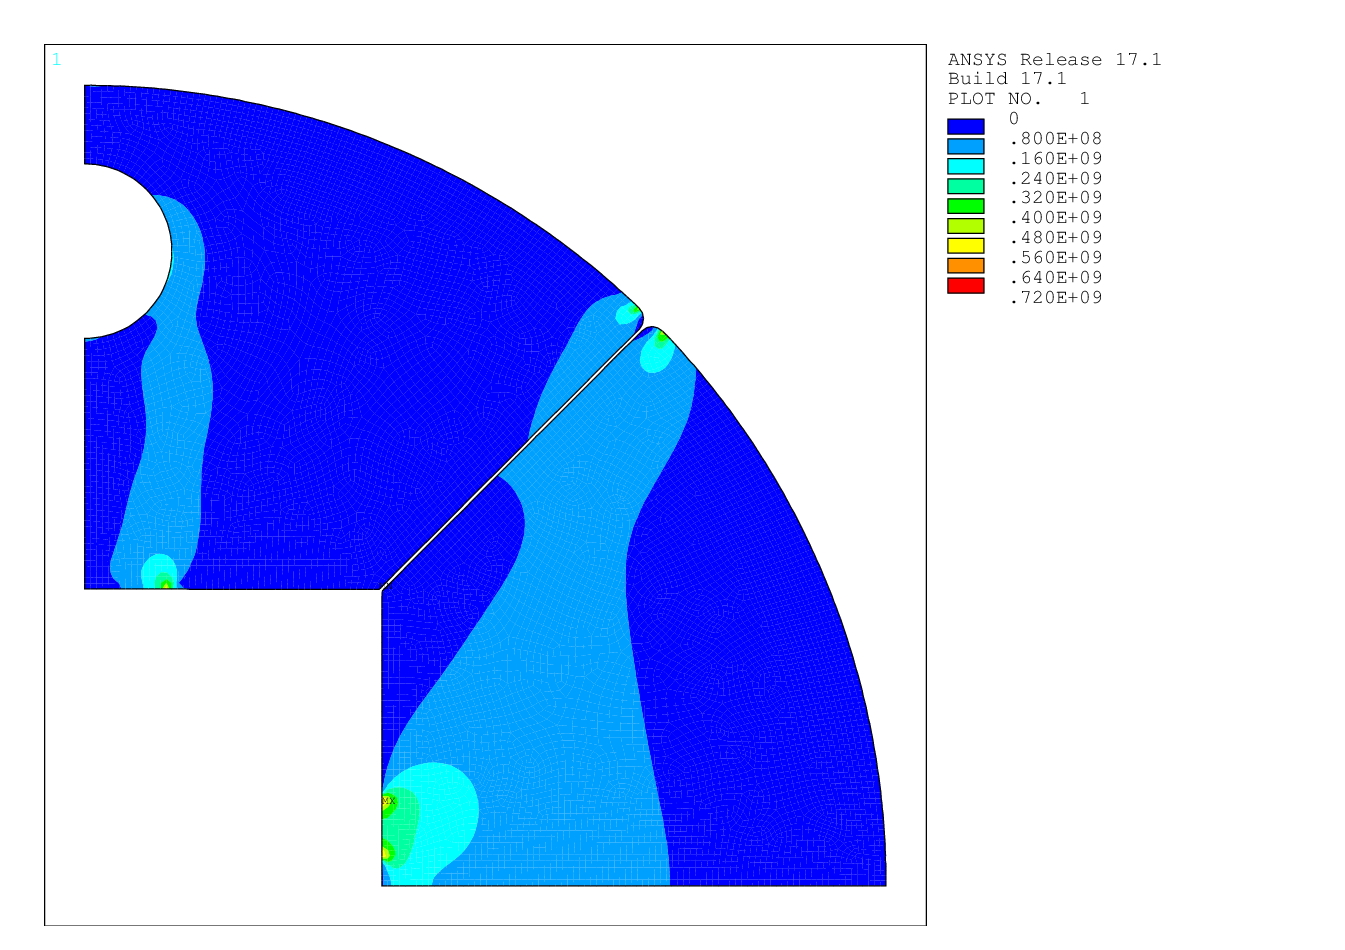 1
ANSYS Release 17.1
Build 17.1
PLOT NO. 1
0
.800E+08
.160E+09
.240E+09
.320E+09
.400E+09
.480E+09
.560E+09
.640E+09
.720E+09
MX